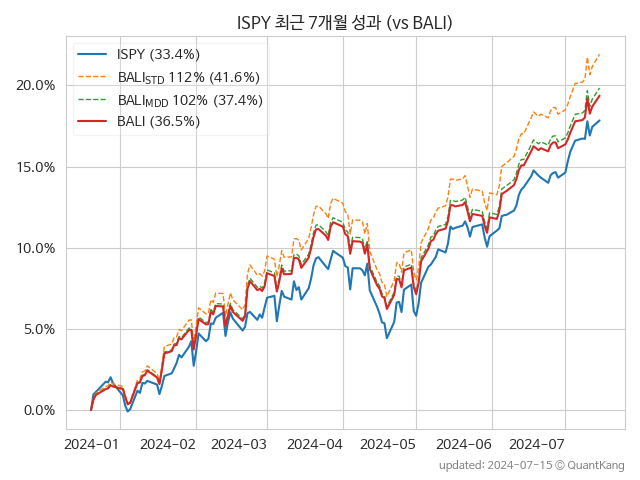 ISPY 최근 7개월 성과 (vs BALI)
ISPY (33.4%)
BALI_STD 112% (41.6%)
BALI_MDD 102% (37.4%)
BALI (36.5%)
20.0%
15.0%
10.0%
5.0%
0.0%
2024-01 2024-02 2024-03 2024-04 2024-05 2024-06 2024-07
updated: 2024-07-15 © QuantKang